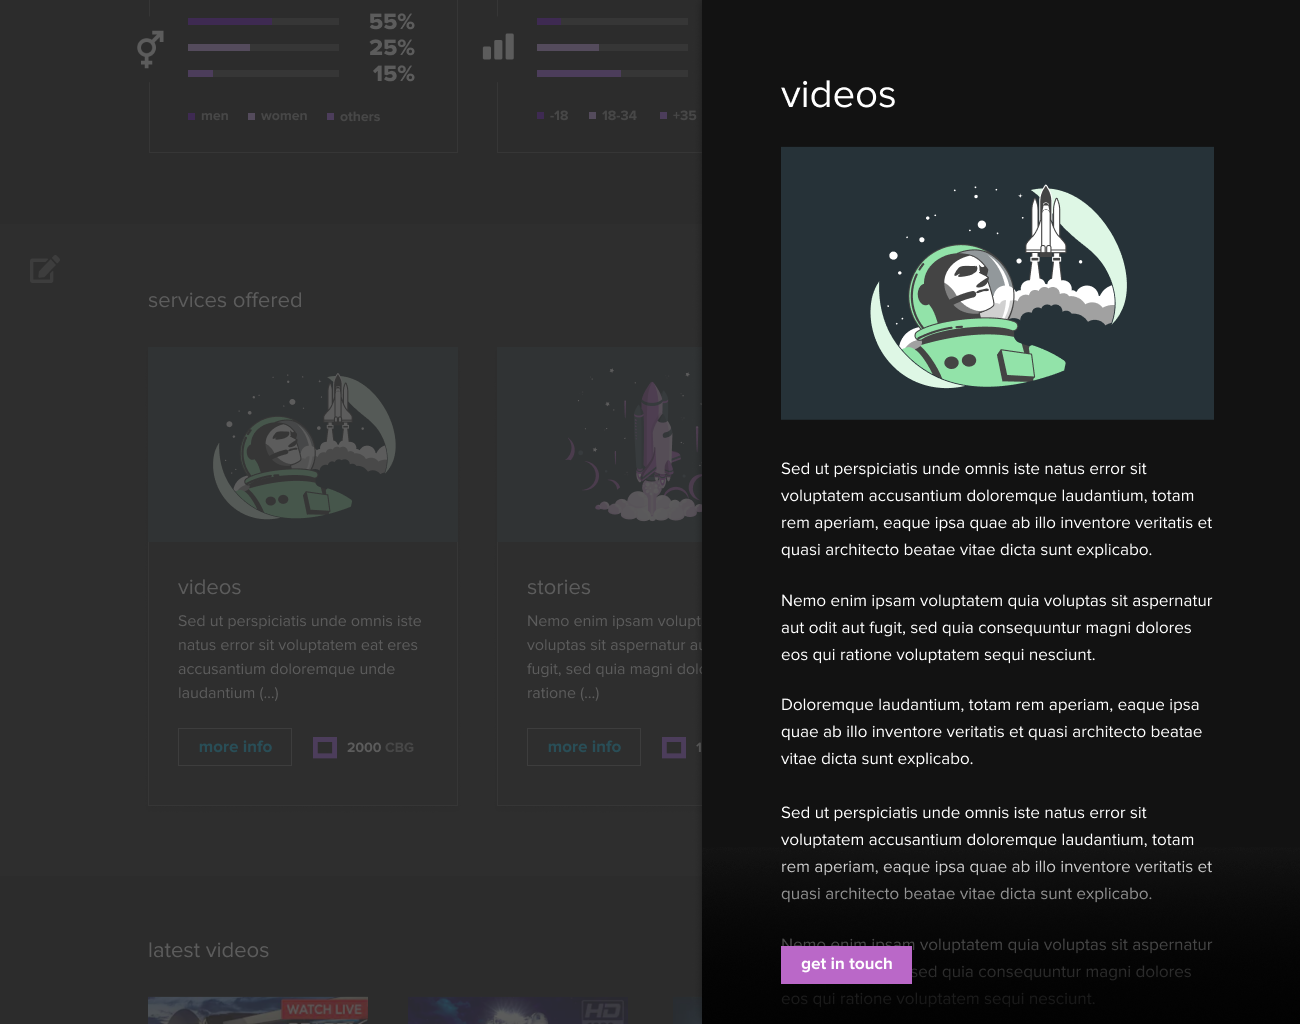 55%
25%
15%
men women others
-18 18-34 +35
services offered
videos
Sed ut perspiciatis unde omnis iste
natus error sit voluptatem eat eres
accusantium doloremque unde
laudantium (...)
more info 2000 CBG
stories
Nemo enim ipsam
voluptas sit aspernatur
fugit, sed quia magni
ratione (...)
more info
latest videos
WATCH LIVE
HD
videos
Sed ut perspiciatis unde omnis iste natus error sit
voluptatem accusantium doloremque laudantium, totam
rem aperiam, eaque ipsa quae ab illo inventore veritatis et
quasi architecto beatae vitae dicta sunt explicabo.
Nemo enim ipsam voluptatem quia voluptas sit aspernatur
aut odit aut fugit, sed quia consequuntur magni dolores
eos qui ratione voluptatem sequi nesciunt.
Doloremque laudantium, totam rem aperiam, eaque ipsa
quae ab illo inventore veritatis et quasi architecto beatae
vitae dicta sunt explicabo.
Sed ut perspiciatis unde omnis iste natus error sit
voluptatem accusantium doloremque laudantium, totam
rem aperiam, eaque ipsa quae ab illo inventore veritatis et
quasi architecto beatae vitae dicta sunt explicabo.
Nemo enim ipsam voluptatem quia voluptas sit aspernatur
get in touch sed quia consequuntur magni dolores
eos qui ratione voluptatem sequi nesciunt.